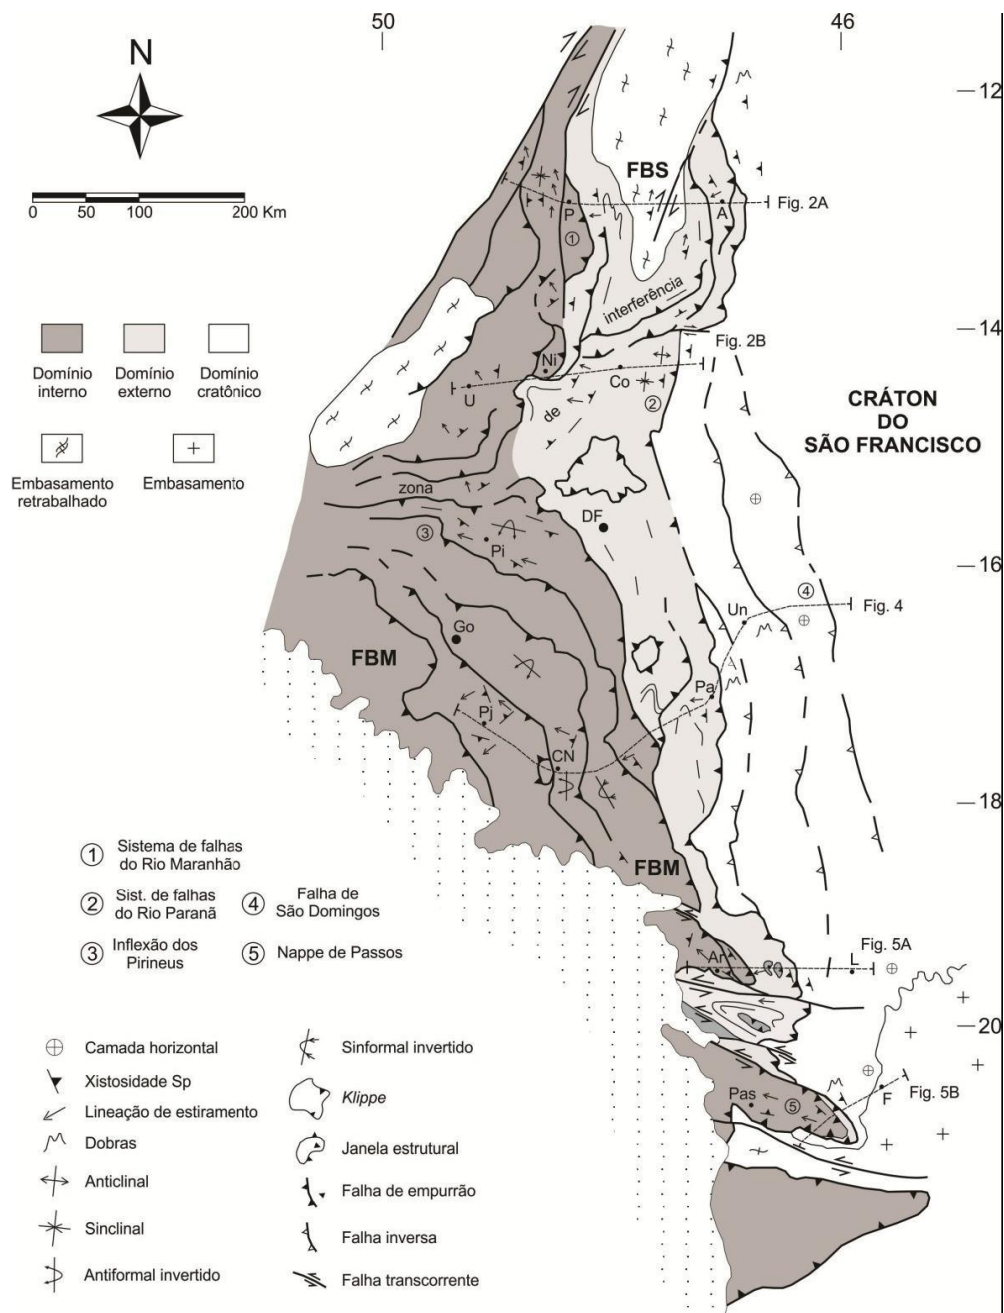 50
46
N
12
FBS
Fig. 2A
P
A
1
0 50 100 200 Km
interferência
14
Fig. 2B
Ni
Co
U
2
de
Domínio
interno
Domínio
externo
Domínio
cratônico
CRÁTON
DO
SÃO FRANCISCO
Embasamento
retrabalhado
Embasamento
zona
DF
3
Pi
16
4
Un
Fig. 4
Go
FBM
Pa
Pj
CN
18
1
Sistema de falhas
do Rio Maranhão
2
Sist. de falhas
do Rio Paranã
4
Falha de
São Domingos
3
Inflexão dos
Pirineus
5
Nappe de Passos
FBM
Fig. 5A
Ar
L
20
Fig. 5B
Pas
5
F
Camada horizontal
Xistosidade Sp
Lineação de estiramento
Dobras
Anticlinal
Sinclinal
Antiformal invertido
Sinformal invertido
Klippe
Janela estrutural
Falha de empurrão
Falha inversa
Falha transcorrente